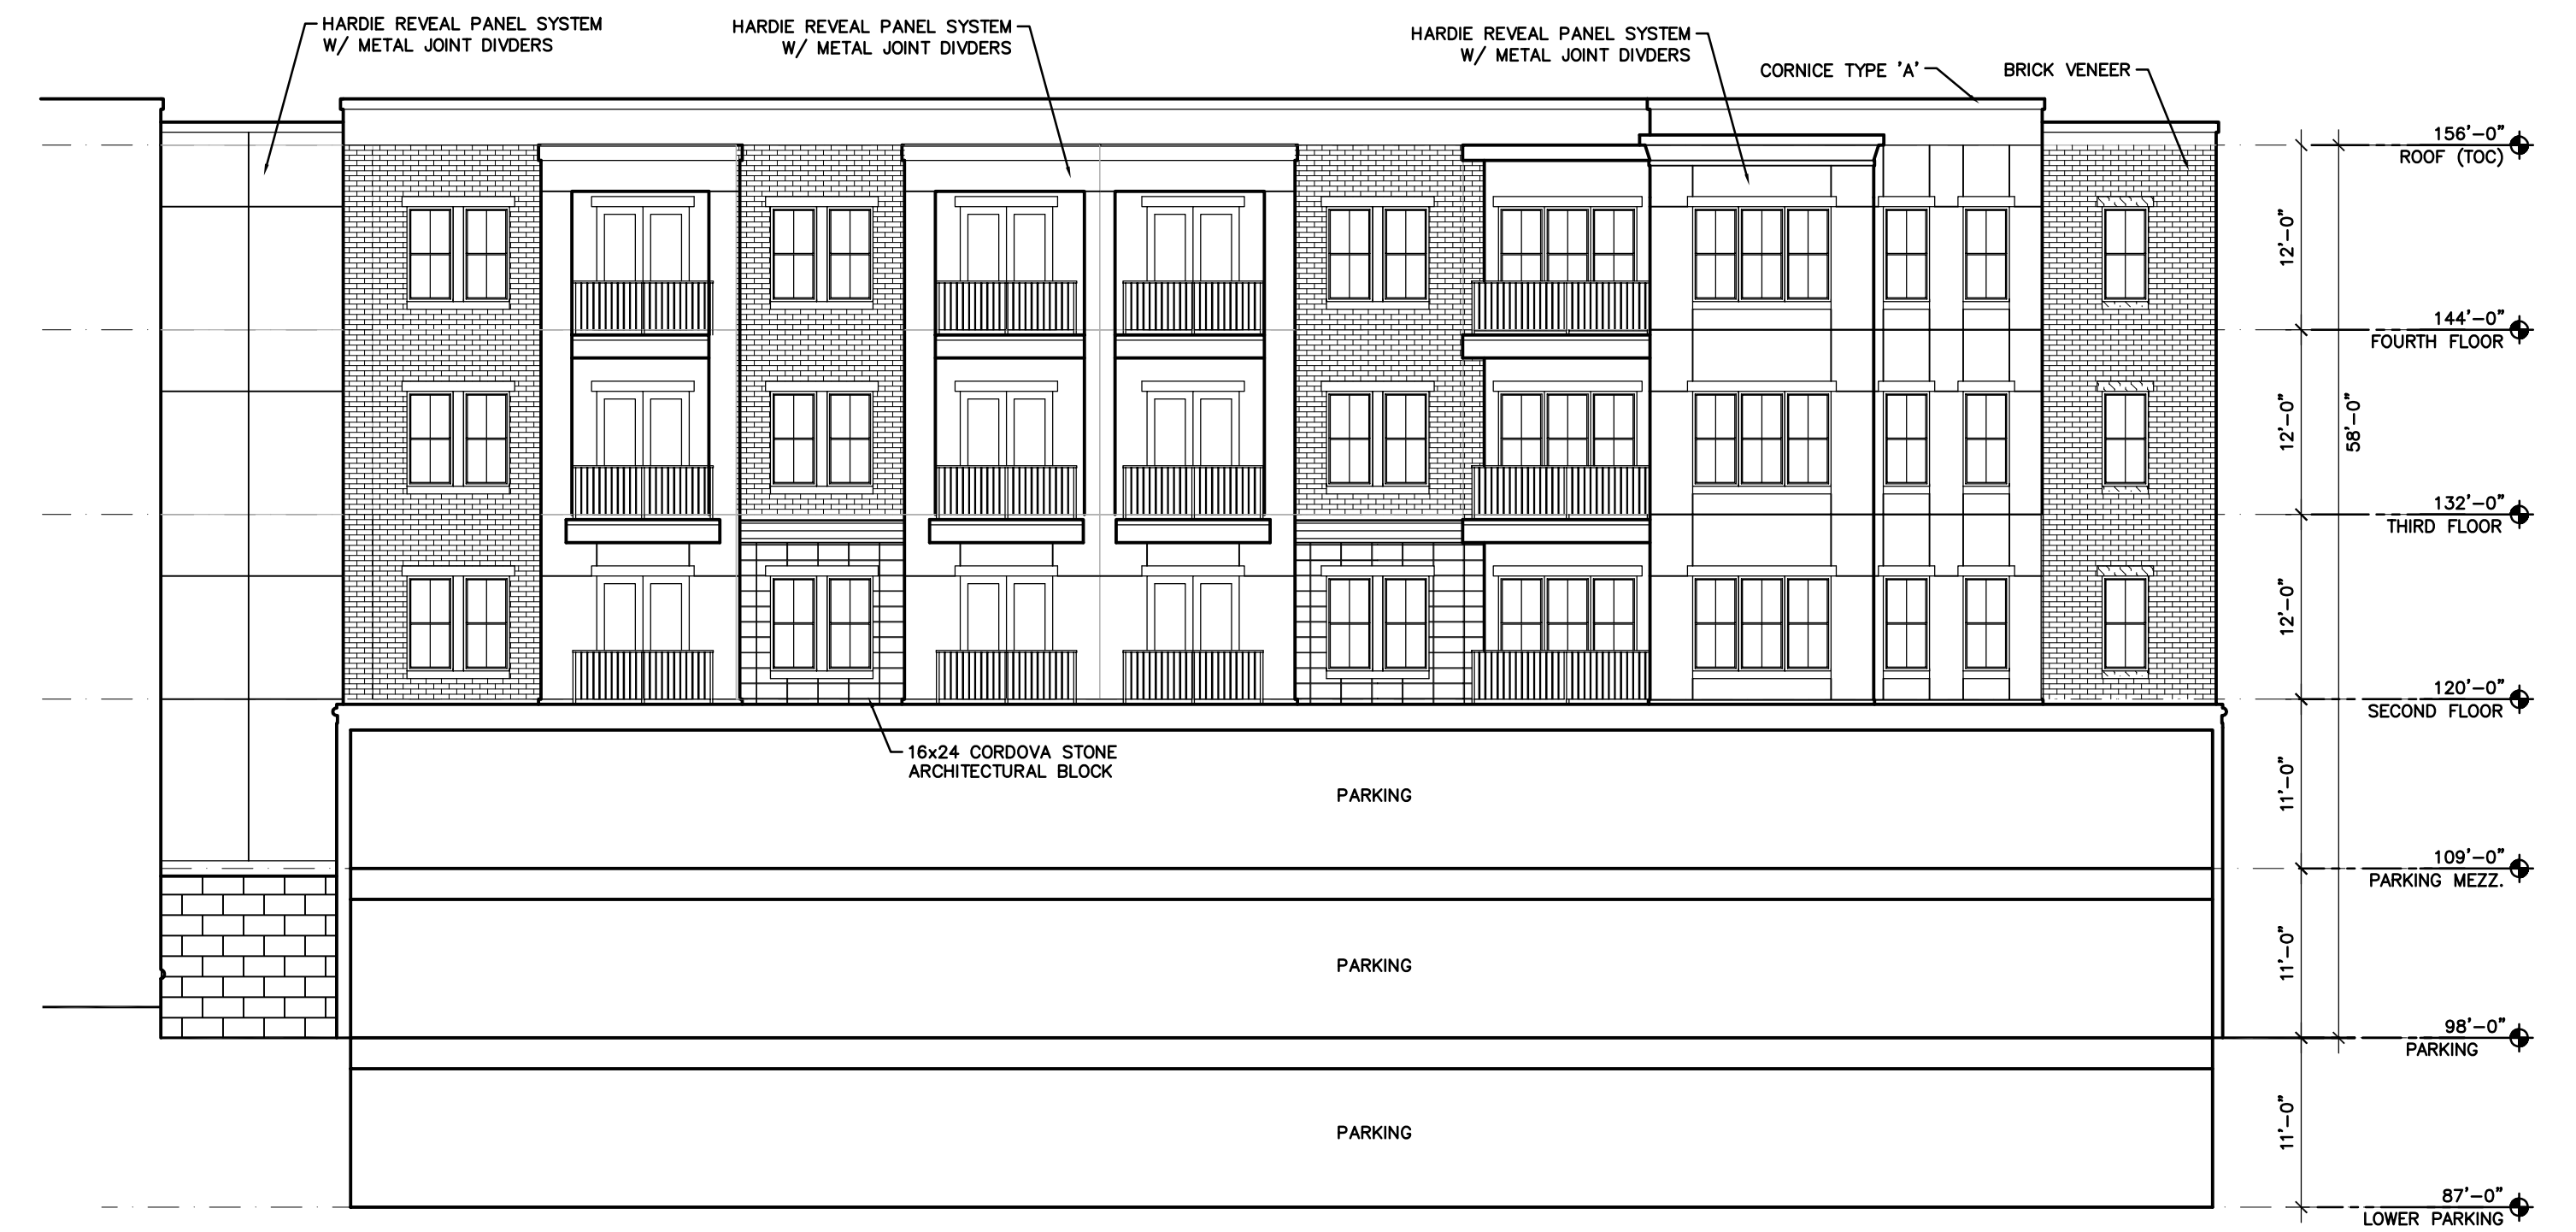 HARDIE REVEAL PANEL SYSTEM
W/ METAL JOINT DIVDERS
HARDIE REVEAL PANEL SYSTEM
W/ METAL JOINT DIVDERS
HARDIE REVEAL PANEL SYSTEM
W/ METAL JOINT DIVDERS
CORNICE TYPE 'A'
BRICK VENEER
156'-0"
ROOF (TOC)
12'-0"
144'-0"
FOURTH FLOOR
12'-0"
58'-0"
132'-0"
THIRD FLOOR
12'-0"
120'-0"
SECOND FLOOR
16x24 CORDOVA STONE
ARCHITECTURAL BLOCK
PARKING
11'-0"
109'-0"
PARKING MEZZ.
PARKING
11'-0"
98'-0"
PARKING
PARKING
11'-0"
87'-0"
LOWER PARKING